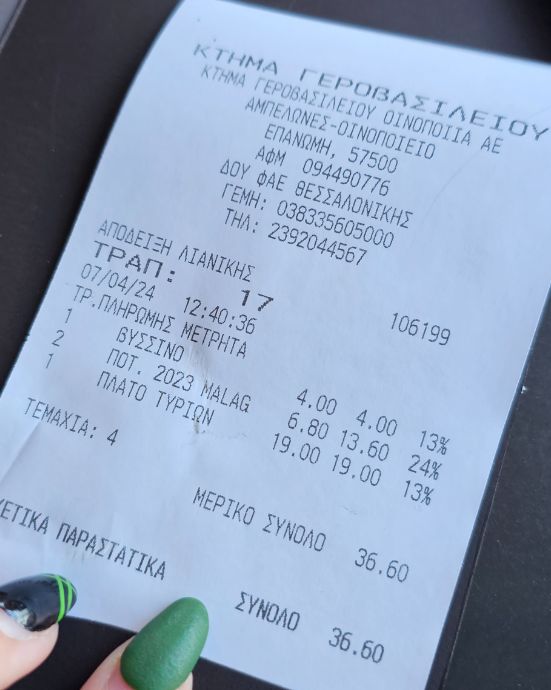 ΚΤΗΜΑ ΓΕΡΟΒΑΣΙΛΕΙΟΥ
ΚΤΗΜΑ ΓΕΡΟΒΑΣΙΛΕΙΟΥ ΟΙΝΟΠΟΙΙΑ ΑΕ
ΑΜΠΕΛΩΝΕΣ-ΟΙΝΟΠΟΙΕΙΟ
ΕΠΑΝΩΜΗ, 57500
ΑΦΜ 094490776
ΔΟΥ ΦΑΕ ΘΕΣΣΑΛΟΝΙΚΗΣ
ΓΕΜΗ: 038335605000
ΤΗΛ: 2392044567
ΑΠΟΔΕΙΞΗ ΛΙΑΝΙΚΗΣ
ΤΡΑΠ: 17
07/04/24 12:40:36 106199
ΤΡ.ΠΛΗΡΩΜΗΣ ΜΕΤΡΗΤΑ
1 ΒΥΣΣΙΝΟ 4.00 4.00 13%
2 ΠΟΤ. 2023 MALAG 6.80 13.60 24%
1 ΠΛΑΤΟ ΤΥΡΙΩΝ 19.00 19.00 13%
ΤΕΜΑΧΙΑ: 4
ΜΕΡΙΚΟ ΣΥΝΟΛΟ 36.60
ΠΑΡΑΣΤΑΤΙΚΑ
ΣΥΝΟΛΟ 36.60